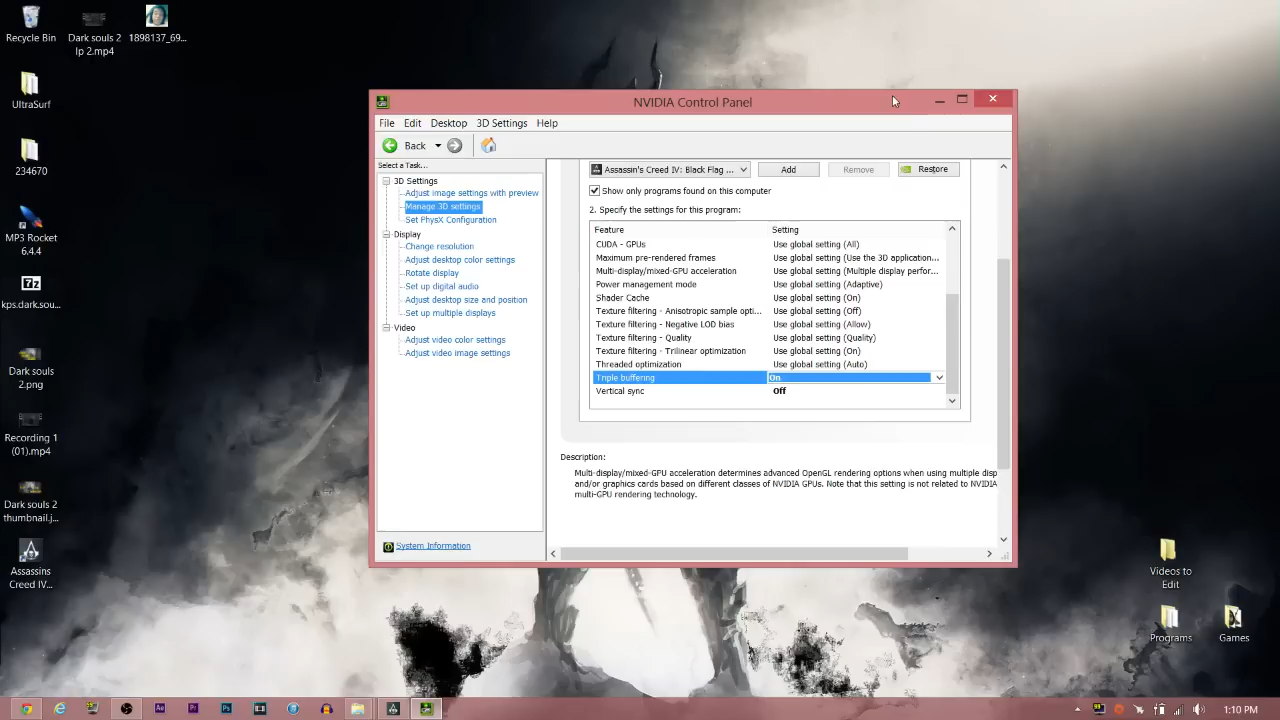 Recycle Bin
Dark souls 2
lp 2.mp4
1898137_69...
UltraSurf
234670
MP3 Rocket
6.4.4
kps.dark.sou...
Dark souls
2.png
Recording 1
(01).mp4
Dark souls 2
thumbnail.j...
Assassins
Creed IV...
NVIDIA Control Panel
File Edit Desktop 3D Settings Help
Back
Select a Task...
3D Settings
Adjust image settings with preview
Manage 3D settings
Set PhysX Configuration
Display
Change resolution
Adjust desktop color settings
Rotate display
Set up digital audio
Adjust desktop size and position
Set up multiple displays
Video
Adjust video color settings
Adjust video image settings
System Information
Assassin's Creed IV: Black Flag ... Add Remove Restore
Show only programs found on this computer
2. Specify the settings for this program:
Feature Setting
CUDA - GPUs Use global setting (All)
Maximum pre-rendered frames Use global setting (Use the 3D application...
Multi-display/mixed-GPU acceleration Use global setting (Multiple display perfor...
Power management mode Use global setting (Adaptive)
Shader Cache Use global setting (On)
Texture filtering - Anisotropic sample opti... Use global setting (Off)
Texture filtering - Negative LOD bias Use global setting (Allow)
Texture filtering - Quality Use global setting (Quality)
Texture filtering - Trilinear optimization Use global setting (On)
Threaded optimization Use global setting (Auto)
Triple buffering On
Vertical sync Off
Description:
Multi-display/mixed-GPU acceleration determines advanced OpenGL rendering options when using multiple disp
and/or graphics cards based on different classes of NVIDIA GPUs. Note that this setting is not related to NVIDIA
multi-GPU rendering technology.
Videos to
Edit
Programs
Games
Ae Pr Ps
1:10 PM